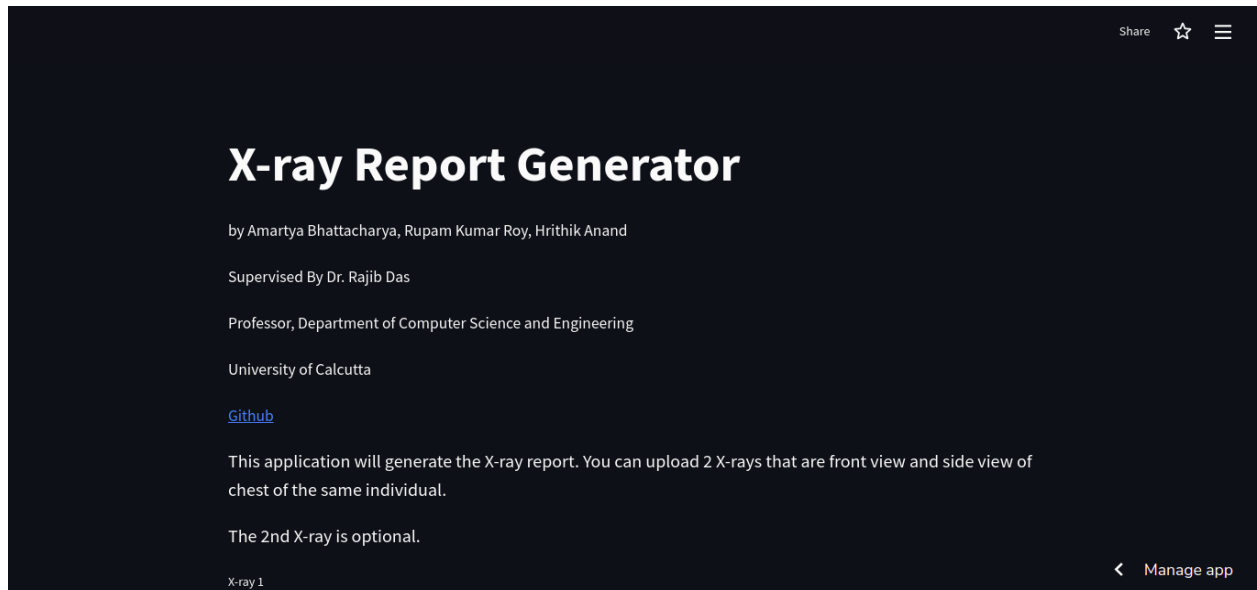 Share
X-ray Report Generator
by Amartya Bhattacharya, Rupam Kumar Roy, Hrithik Anand
Supervised By Dr. Rajib Das
Professor, Department of Computer Science and Engineering
University of Calcutta
Github
This application will generate the X-ray report. You can upload 2 X-rays that are front view and side view of
chest of the same individual.
The 2nd X-ray is optional.
X-ray 1
Manage app